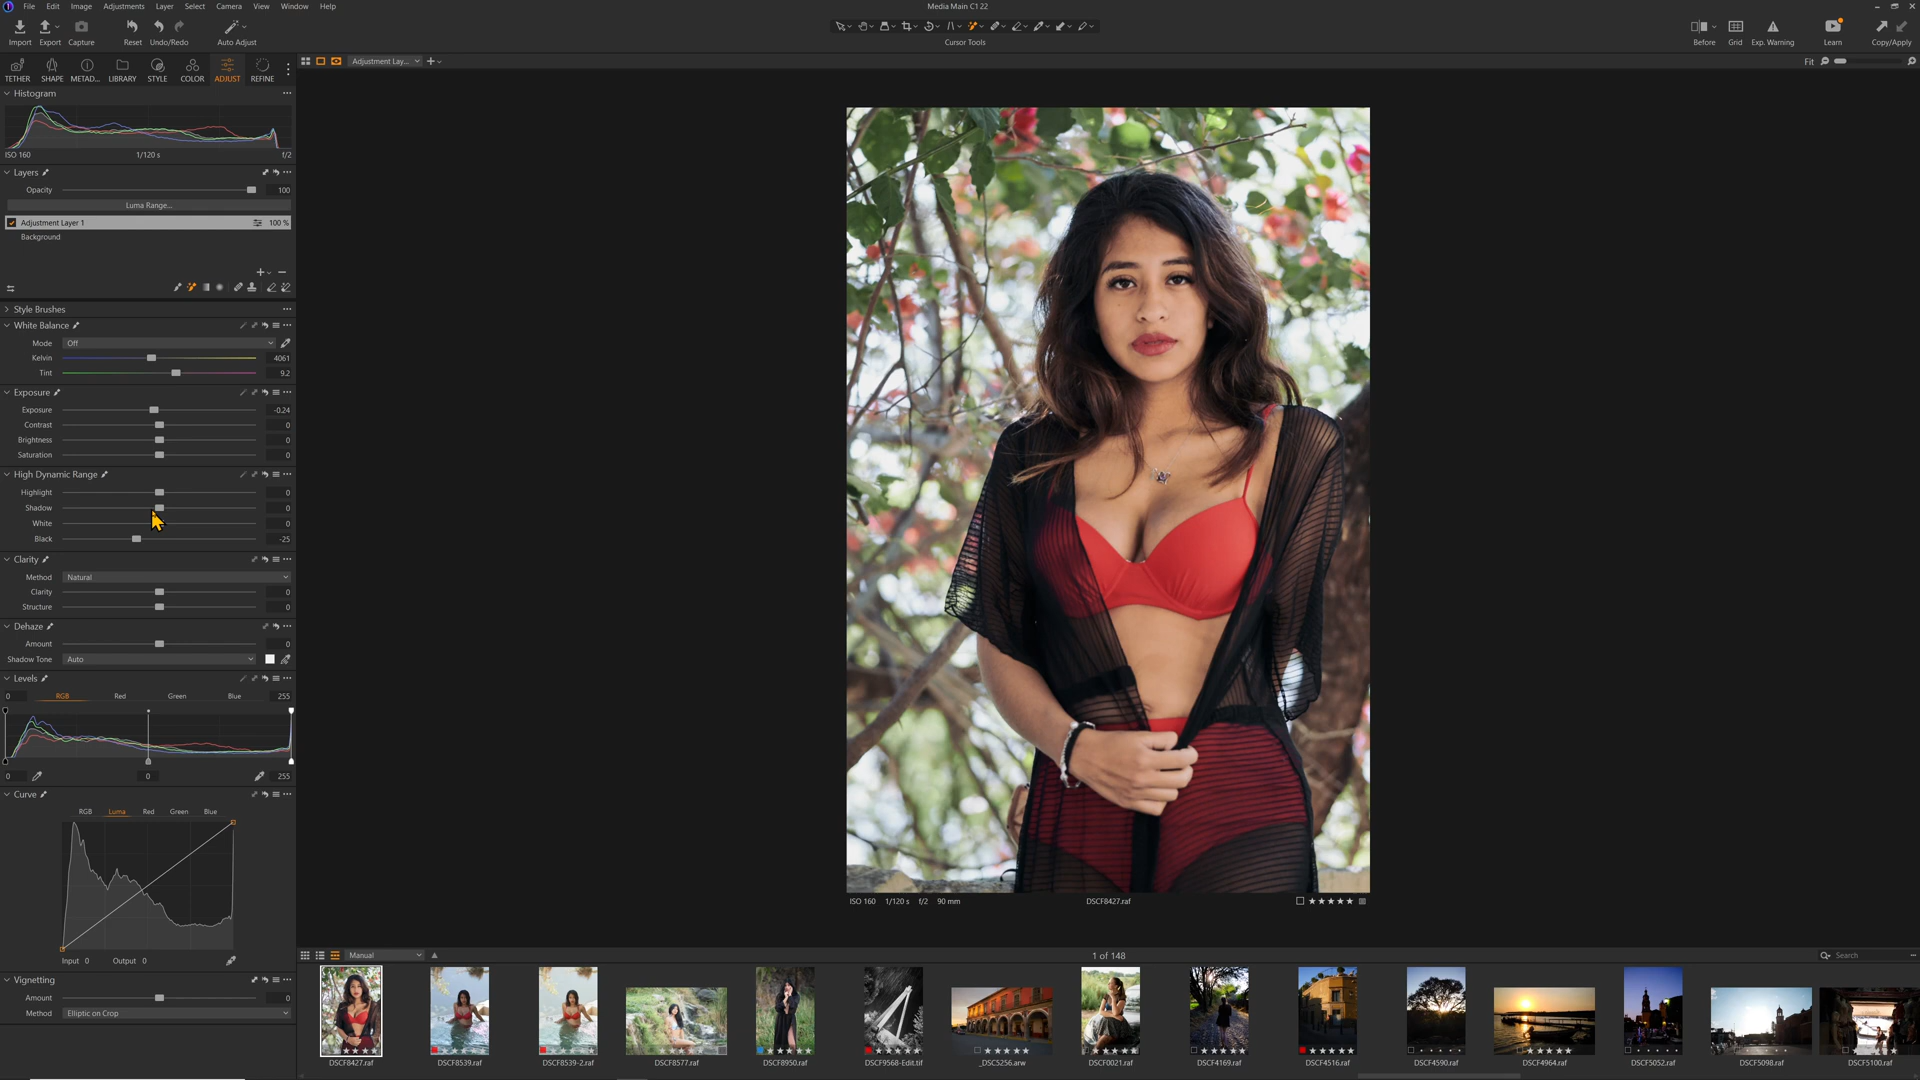 File Edit Image Adjustments Layer Select Camera View Window Help
Media Main C1 22
Import Export Capture Reset Undo/Redo Auto Adjust
Cursor Tools
Before Grid Exp. Warning Learn Copy/Apply
TETHER SHAPE METAD... LIBRARY STYLE COLOR ADJUST REFINE
Adjustment Lay...
Fit
Histogram
ISO 160 1/120 s f/2
Layers
Opacity 100
Luma Range...
Adjustment Layer 1 100 %
Background
Style Brushes
White Balance
Mode Off
Kelvin 4061
Tint 9.2
Exposure
Exposure -0.24
Contrast 0
Brightness 0
Saturation 0
High Dynamic Range
Highlight 0
Shadow 0
White 0
Black -25
Clarity
Method Natural
Clarity 0
Structure 0
Dehaze
Amount 0
Shadow Tone Auto
Levels
0 RGB Red Green Blue 255
0 0 255
Curve
RGB Luma Red Green Blue
Input 0 Output 0
Vignetting
Amount 0
Method Elliptic on Crop
ISO 160 1/120 s f/2 90 mm DSCF8427.raf
Manual
1 of 148
Search
DSCF8427.raf DSCF8539.raf DSCF8539-2.raf DSCF8577.raf DSCF8950.raf DSCF9568-Edit.tif _DSC5256.arw DSCF0021.raf DSCF4169.raf DSCF4516.raf DSCF4590.raf DSCF4964.raf DSCF5052.raf DSCF5098.raf DSCF5100.raf